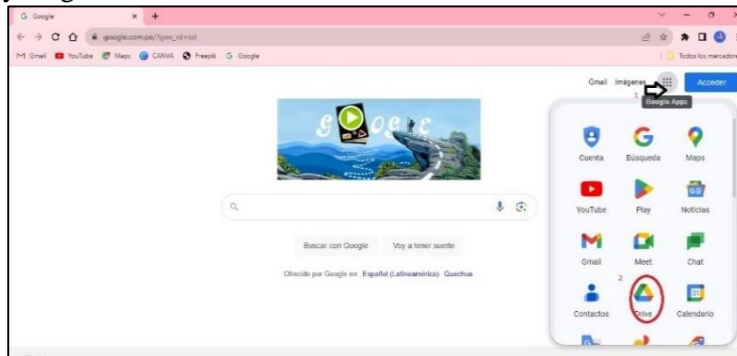 Google
google.com.pe/?gws_rd=ssl
Gmail YouTube Maps CANVA Freepik Google
Todos los marcadore
Gmail Imágenes Acceder
1
Google Apps
Cuenta Búsqueda Maps
YouTube Play Noticias
Gmail Meet Chat
2
Contactos Drive Calendario
Buscar con Google Voy a tener suerte
Ofrecido por Google en: Español (Latinoamérica) Quechua